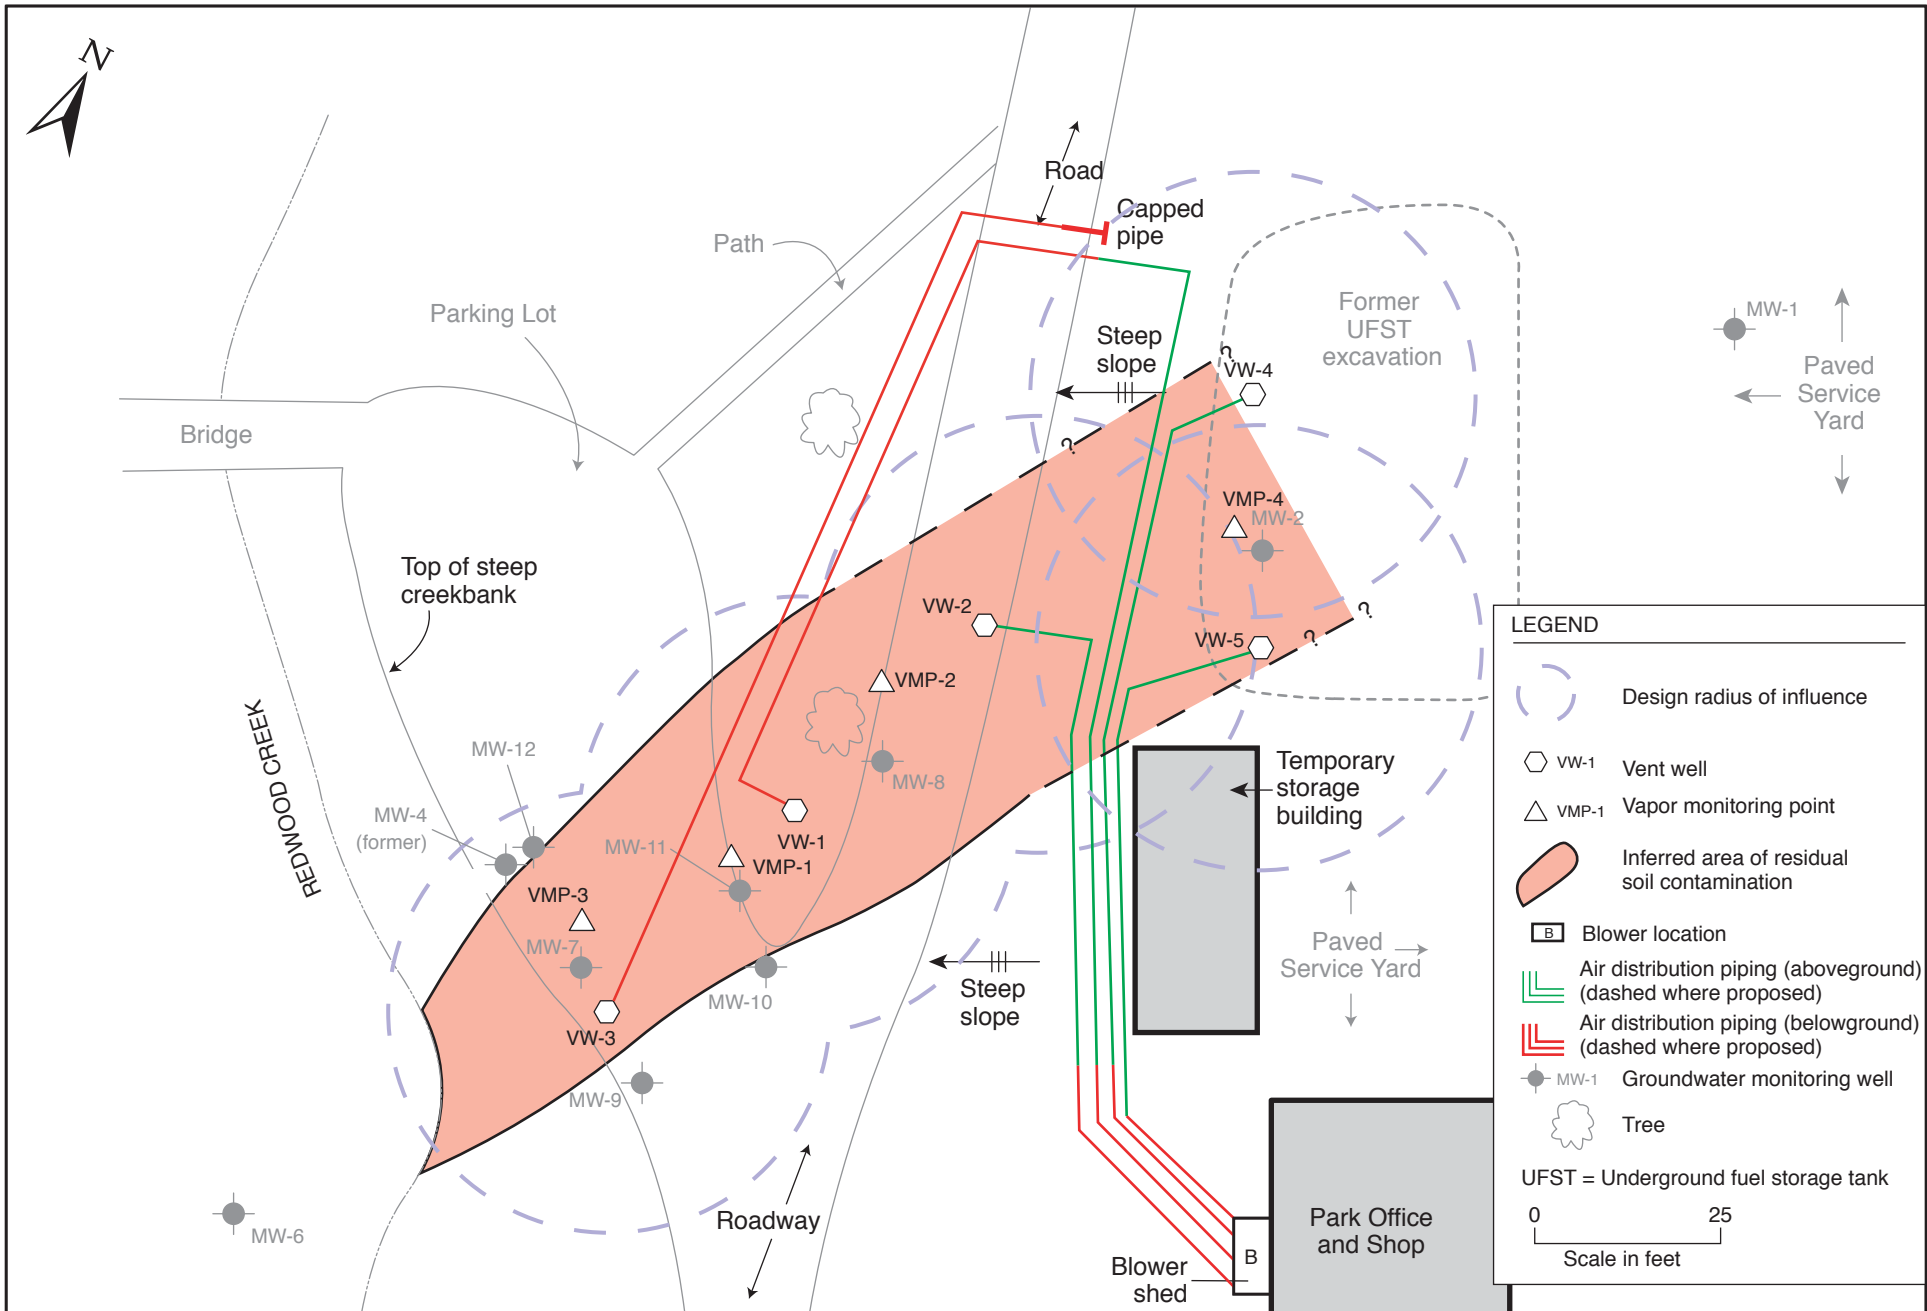 N
Road
Capped
pipe
Path
Parking Lot
Steep
slope
Former
UFST
excavation
MW-1
Paved
Service
Yard
?
VW-4
?
Bridge
VMP-4
MW-2
Top of steep
creekbank
VW-2
?
?
VW-5
VMP-2
REDWOOD CREEK
MW-12
MW-8
Temporary
storage
building
MW-4
(former)
MW-11
VW-1
VMP-1
VMP-3
MW-7
Paved
Service Yard
MW-10
Steep
slope
VW-3
MW-9
Roadway
MW-6
Park Office
and Shop
B
Blower
shed
LEGEND
Design radius of influence
VW-1 Vent well
VMP-1 Vapor monitoring point
Inferred area of residual
soil contamination
B Blower location
Air distribution piping (aboveground)
(dashed where proposed)
Air distribution piping (belowground)
(dashed where proposed)
MW-1 Groundwater monitoring well
Tree
UFST = Underground fuel storage tank
0 25
Scale in feet